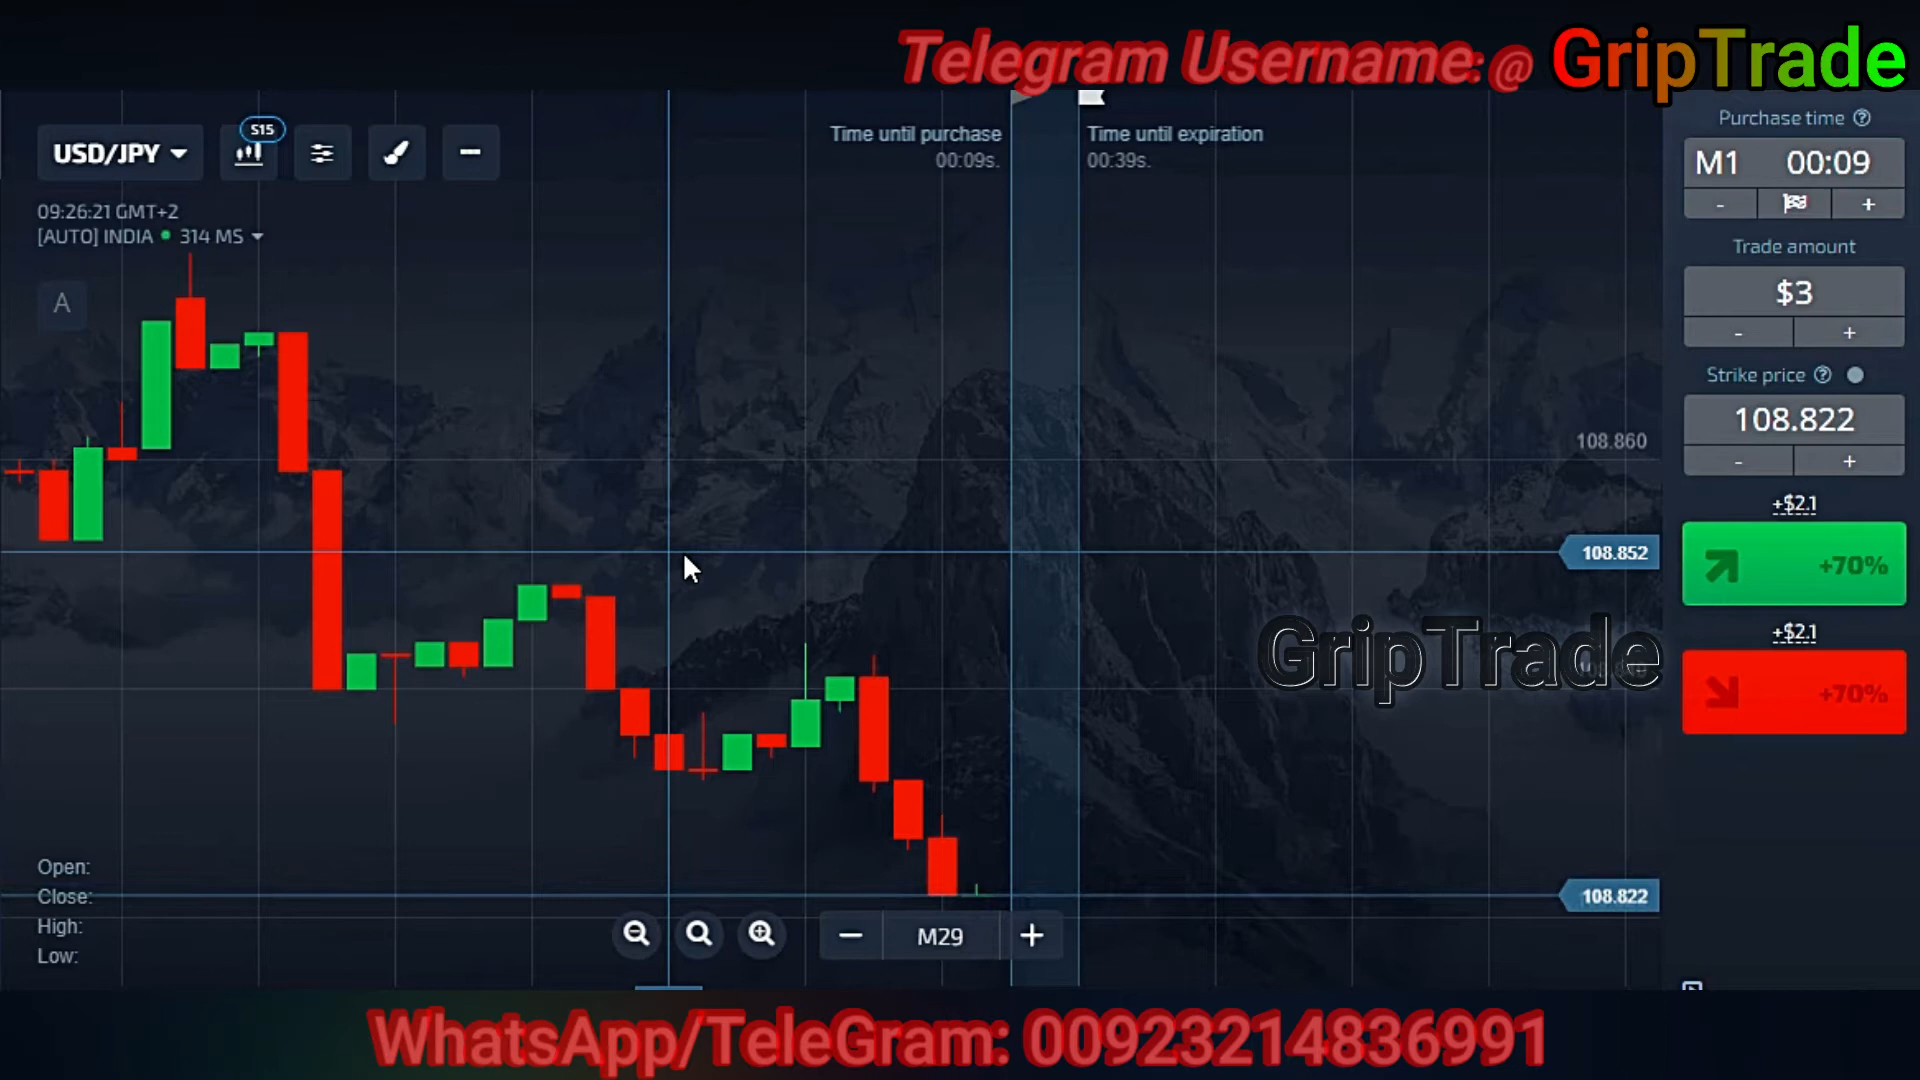 Telegram Username:@ GripTrade
USD/JPY
S15
09:26:21 GMT+2
[AUTO] INDIA 314 MS
A
Time until purchase
00:09s.
Time until expiration
00:39s.
Purchase time ?
M1 00:09
- +
Trade amount
$3
- +
Strike price ?
108.822
- +
+$2.1
+70%
+$2.1
+70%
108.860
108.852
GripTrade
108.822
Open:
Close:
High:
Low:
M29
WhatsApp/TeleGram: 00923214836991